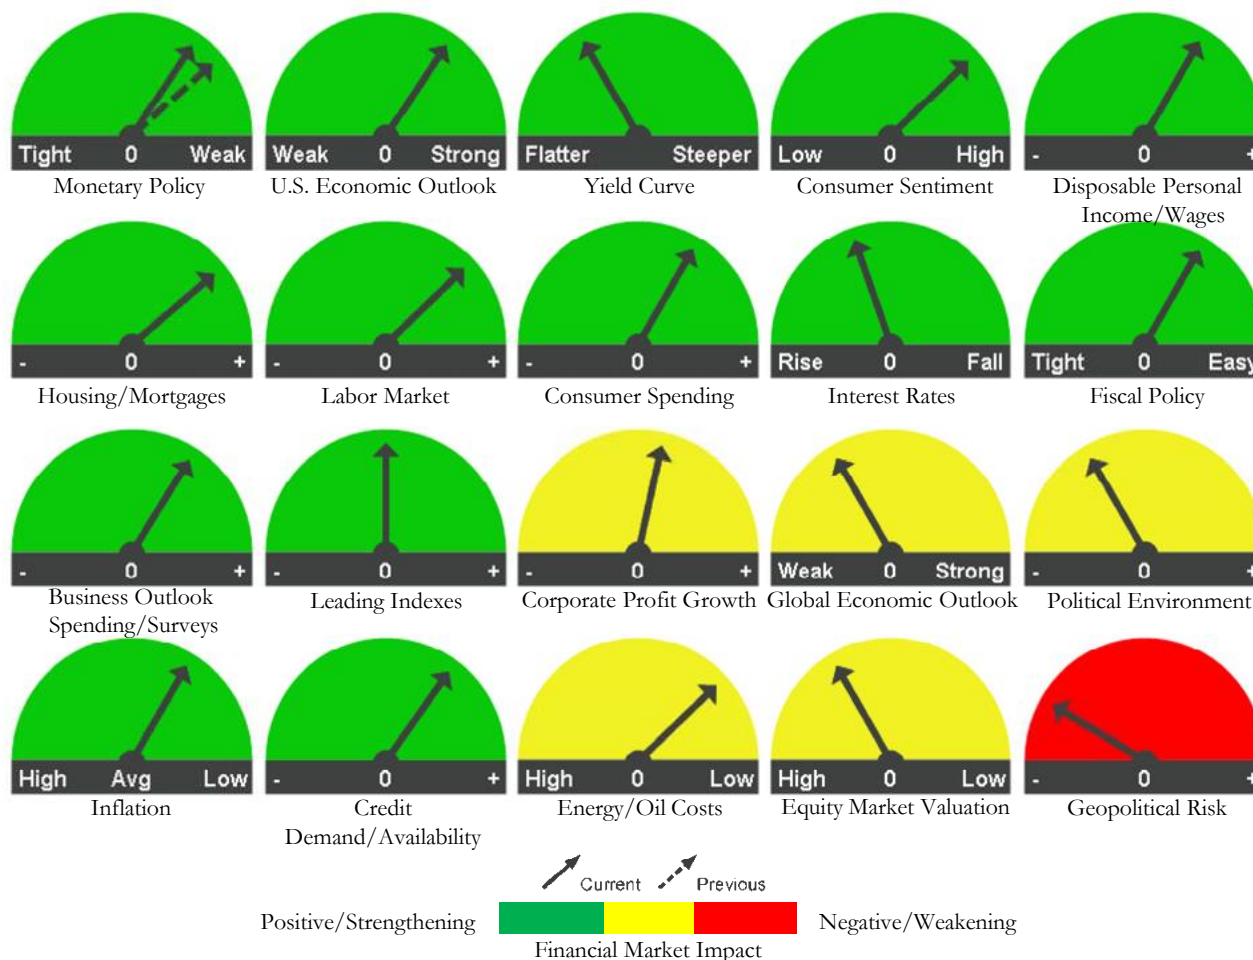 Tight 0 Weak
Monetary Policy
Weak 0 Strong
U.S. Economic Outlook
Flatter Steeper
Yield Curve
Low 0 High
Consumer Sentiment
- 0 +
Disposable Personal
Income/Wages
- 0 +
Housing/Mortgages
- 0 +
Labor Market
- 0 +
Consumer Spending
Rise 0 Fall
Interest Rates
Tight 0 Easy
Fiscal Policy
- 0 +
Business Outlook
Spending/Surveys
- 0 +
Leading Indexes
- 0 +
Corporate Profit Growth
Weak 0 Strong
Global Economic Outlook
- 0 +
Political Environment
High Avg Low
Inflation
- 0 +
Credit
Demand/Availability
High 0 Low
Energy/Oil Costs
High 0 Low
Equity Market Valuation
- 0 +
Geopolitical Risk
Current Previous
Positive/Strengthening Negative/Weakening
Financial Market Impact